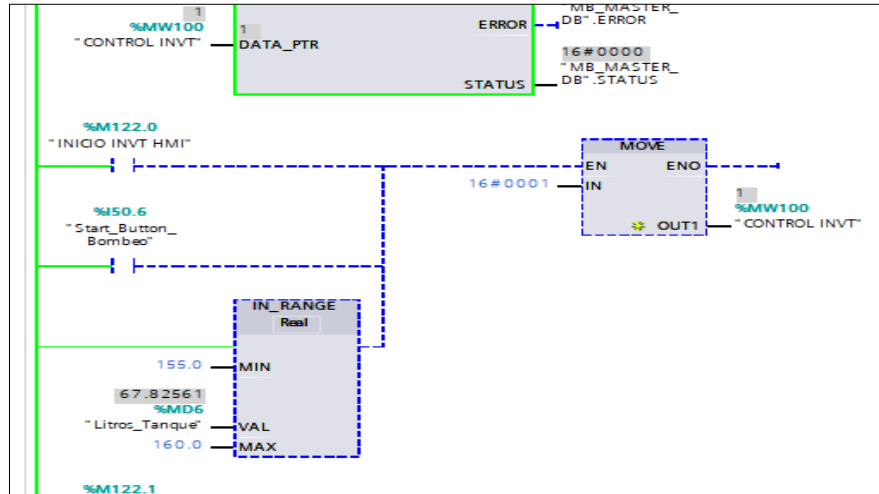 1
%MW100
"CONTROL INVT"
1
DATA_PTR
ERROR
"MB_MASTER_
DB".ERROR
16#0000
"MB_MASTER_
DB".STATUS
STATUS
%M122.0
"INICIO INVT HMI"
MOVE
EN
ENO
16#0001
IN
OUT1
1
%MW100
"CONTROL INVT"
%I50.6
"Start_Button_
Bombeo"
IN_RANGE
Real
155.0
MIN
67.82561
%MD6
"Litros_Tanque"
VAL
160.0
MAX
%M122.1